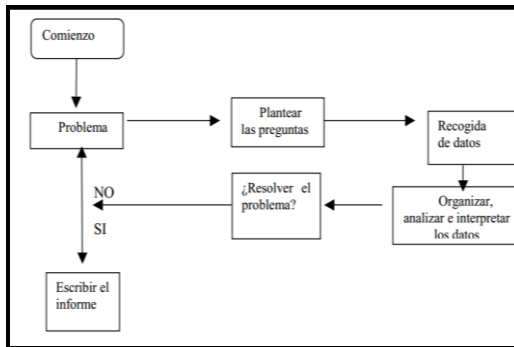 Comienzo
Problema
Plantear
las preguntas
Recogida
de datos
Organizar,
analizar e interpretar
los datos
¿Resolver el
problema?
NO
SI
Escribir el
informe